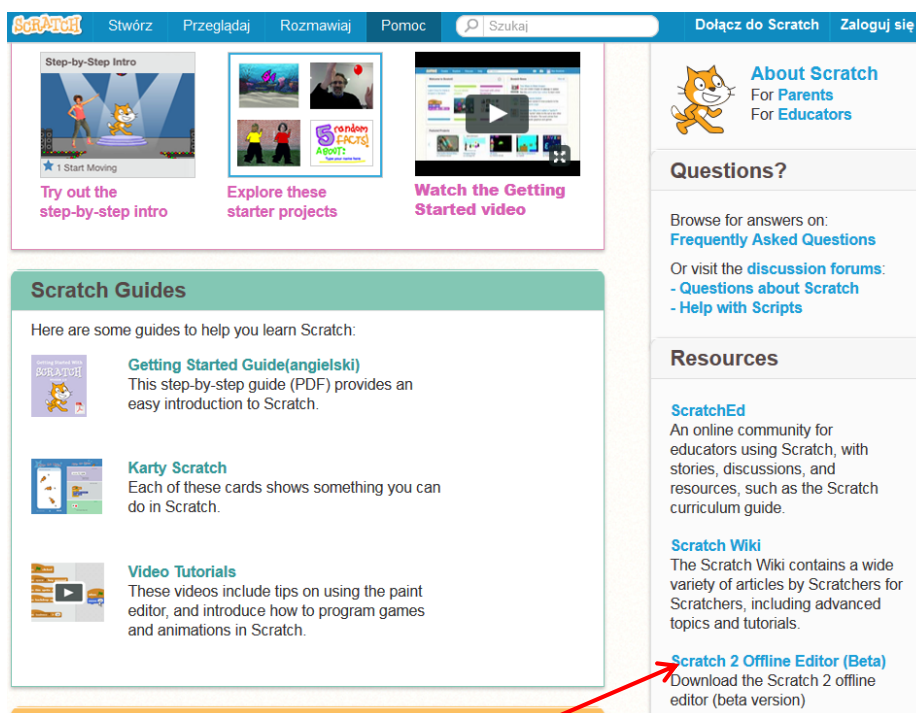 SCRATCH Stwórz Przeglądaj Rozmawiaj Pomoc Szukaj Dołącz do Scratch Zaloguj się
Step-by-Step Intro
1 Start Moving
Try out the
step-by-step intro
5 random
FACTS
ABOUT:
Explore these
starter projects
Watch the Getting
Started video
Scratch Guides
Here are some guides to help you learn Scratch:
Getting Started With
SCRATCH
Getting Started Guide(angielski)
This step-by-step guide (PDF) provides an
easy introduction to Scratch.
Karty Scratch
Each of these cards shows something you can
do in Scratch.
Video Tutorials
These videos include tips on using the paint
editor, and introduce how to program games
and animations in Scratch.
About Scratch
For Parents
For Educators
Questions?
Browse for answers on:
Frequently Asked Questions
Or visit the discussion forums:
- Questions about Scratch
- Help with Scripts
Resources
ScratchEd
An online community for
educators using Scratch, with
stories, discussions, and
resources, such as the Scratch
curriculum guide.
Scratch Wiki
The Scratch Wiki contains a wide
variety of articles by Scratchers for
Scratchers, including advanced
topics and tutorials.
Scratch 2 Offline Editor (Beta)
Download the Scratch 2 offline
editor (beta version)